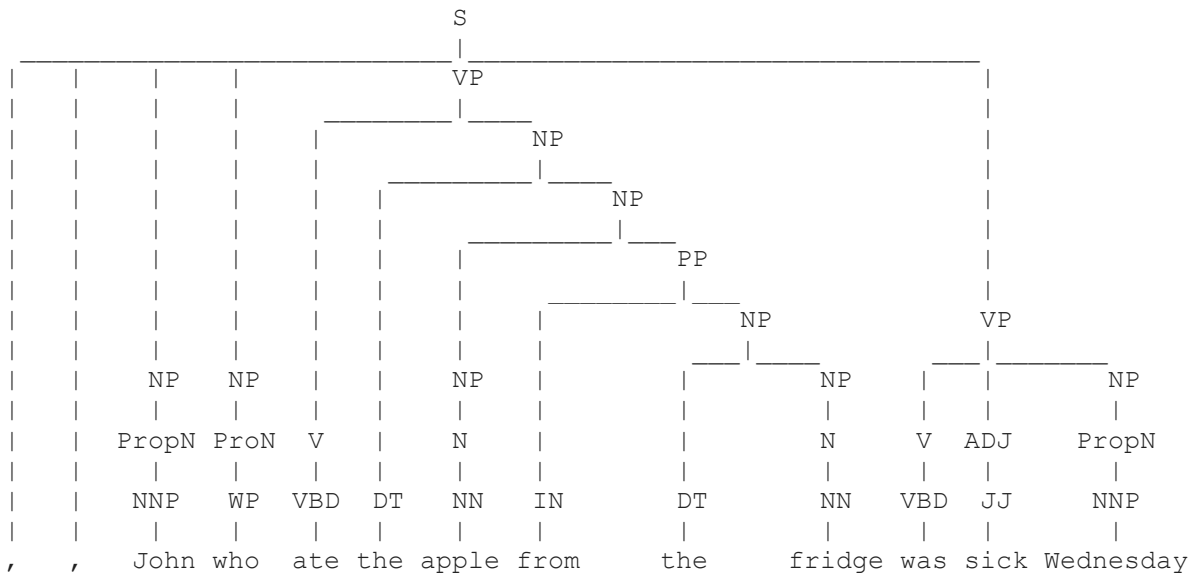 S
VP
NP
NP
PP
NP VP
NP NP NP NP NP
PropN ProN V N N V ADJ PropN
NNP WP VBD DT NN IN DT NN VBD JJ NNP
, , John who ate the apple from the fridge was sick Wednesday